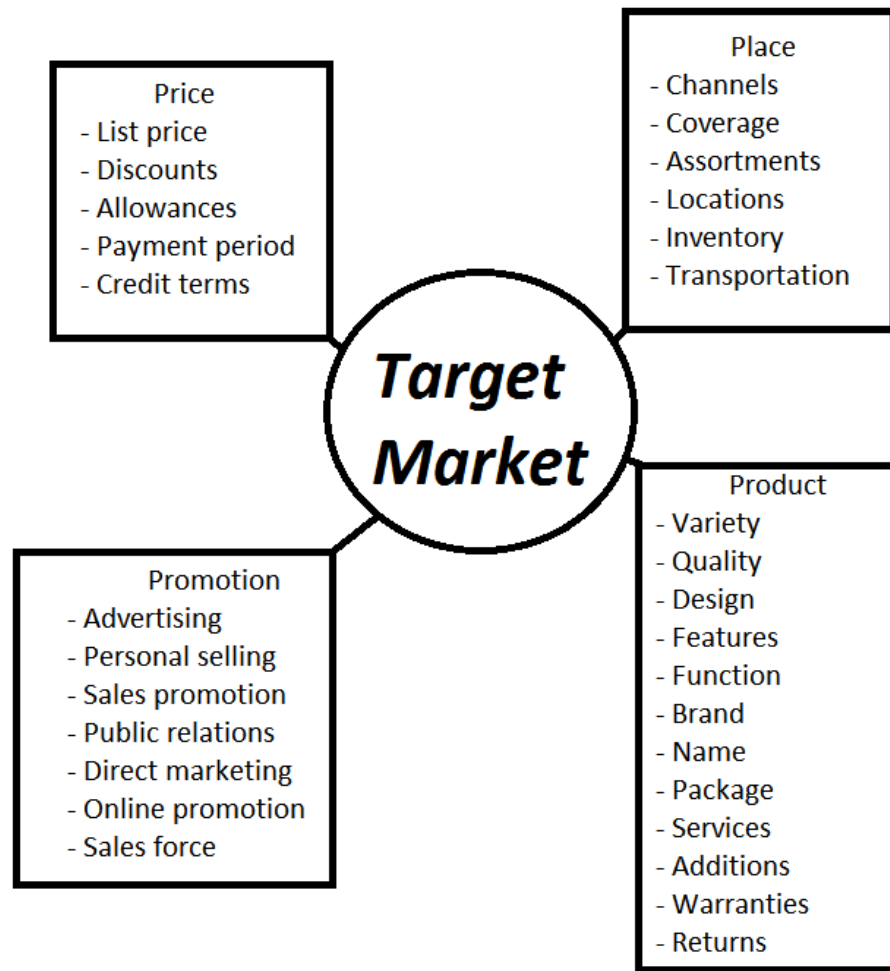 Price
- List price
- Discounts
- Allowances
- Payment period
- Credit terms
Place
- Channels
- Coverage
- Assortments
- Locations
- Inventory
- Transportation
Target
Market
Promotion
- Advertising
- Personal selling
- Sales promotion
- Public relations
- Direct marketing
- Online promotion
- Sales force
Product
- Variety
- Quality
- Design
- Features
- Function
- Brand
- Name
- Package
- Services
- Additions
- Warranties
- Returns